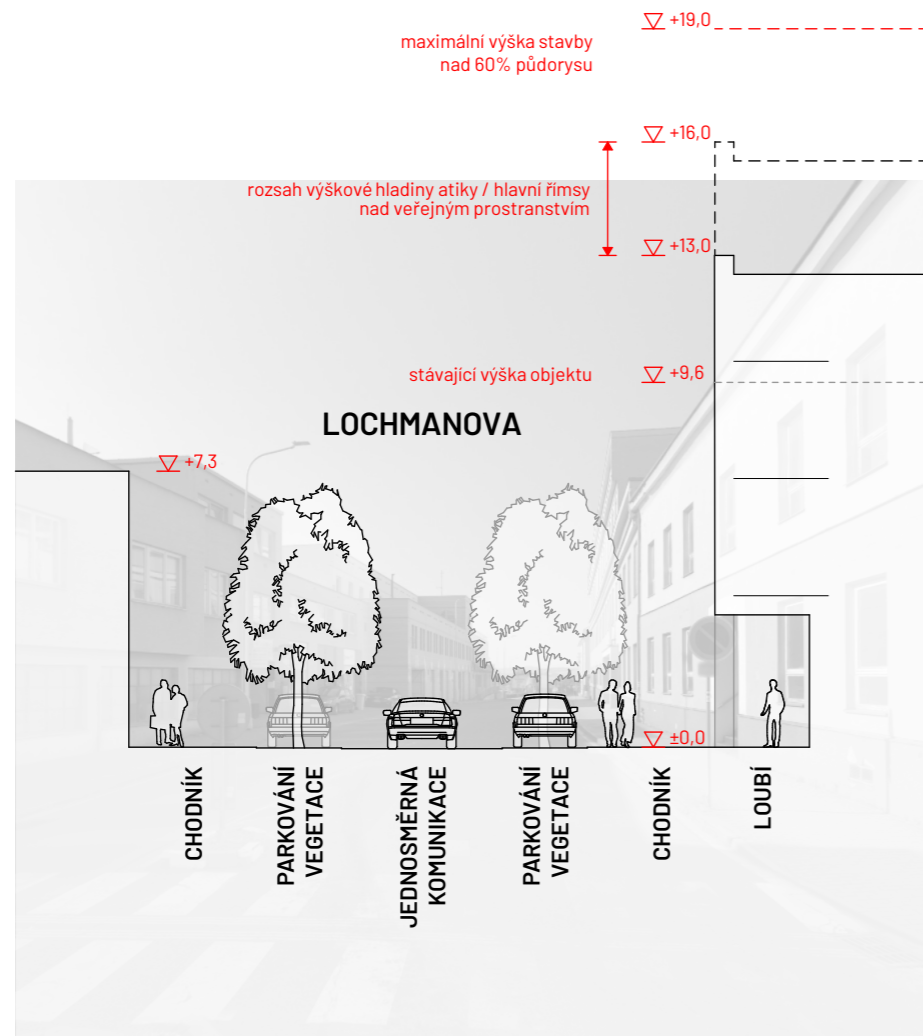 +19,0
maximální výška stavby
nad 60% půdorysu
+16,0
rozsah výškové hladiny atiky / hlavní římsy
nad veřejným prostranstvím
+13,0
stávající výška objektu
+9,6
LOCHMANOVA
+7,3
±0,0
CHODNÍK
PARKOVÁNÍ
VEGETACE
JEDNOSMĚRNÁ
KOMUNIKACE
PARKOVÁNÍ
VEGETACE
CHODNÍK
LOUBÍ